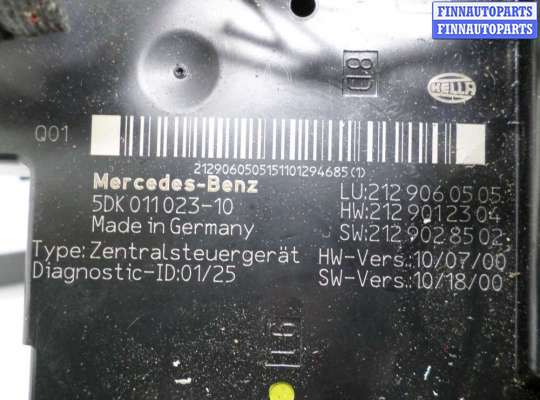 FINNAUTOPARTS
FINNAUTOPARTS
HELLA
Q01
2129060505151101294685(1)
Mercedes-Benz
5DK 011 023-10
Made in Germany
LU:212 906 05 05
HW:212 901 23 04
SW:212 902 85 02
Type: Zentralsteuergerät
Diagnostic-ID:01/25
HW-Vers.:10/07/00
SW-Vers.:10/18/00